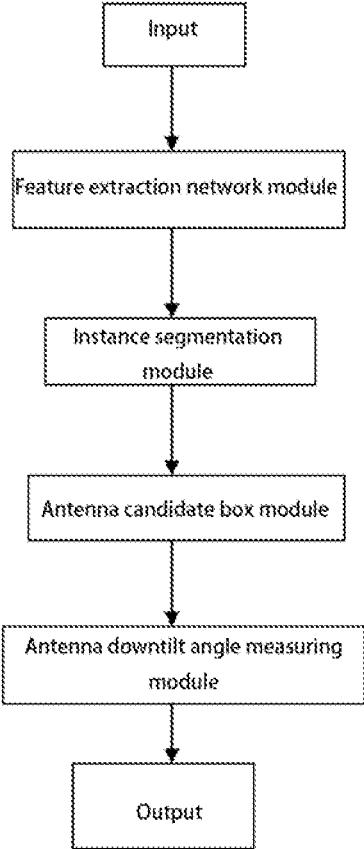 Input
Feature extraction network module
Instance segmentation
module
Antenna candidate box module
Antenna downtilt angle measuring
module
Output